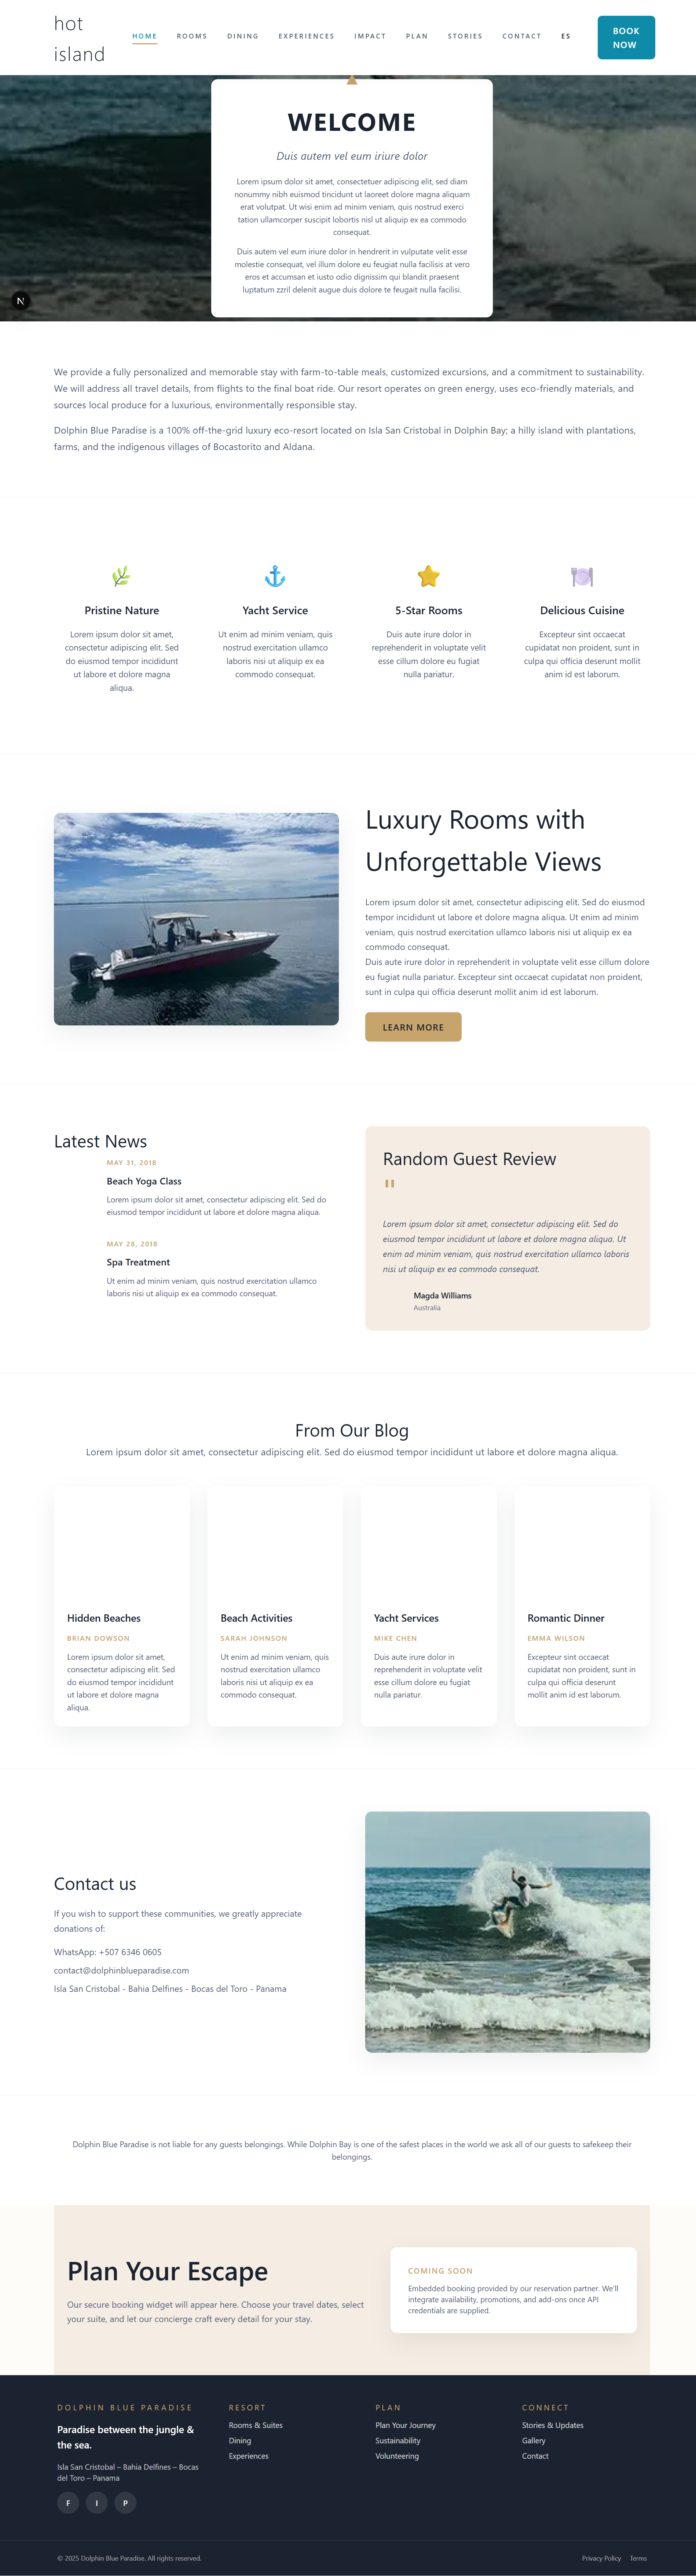 hot
island
HOME ROOMS DINING EXPERIENCES IMPACT PLAN STORIES CONTACT ES
BOOK
NOW
WELCOME
Duis autem vel eum iriure dolor
Lorem ipsum dolor sit amet, consectetuer adipiscing elit, sed diam
nonummy nibh euismod tincidunt ut laoreet dolore magna aliquam
erat volutpat. Ut wisi enim ad minim veniam, quis nostrud exerci
tation ullamcorper suscipit lobortis nisl ut aliquip ex ea commodo
consequat.
Duis autem vel eum iriure dolor in hendrerit in vulputate velit esse
molestie consequat, vel illum dolore eu feugiat nulla facilisis at vero
eros et accumsan et iusto odio dignissim qui blandit praesent
luptatum zzril delenit augue duis dolore te feugait nulla facilisi.
N
We provide a fully personalized and memorable stay with farm-to-table meals, customized excursions, and a commitment to sustainability.
We will address all travel details, from flights to the final boat ride. Our resort operates on green energy, uses eco-friendly materials, and
sources local produce for a luxurious, environmentally responsible stay.
Dolphin Blue Paradise is a 100% off-the-grid luxury eco-resort located on Isla San Cristobal in Dolphin Bay; a hilly island with plantations,
farms, and the indigenous villages of Bocastorito and Aldana.
Pristine Nature
Lorem ipsum dolor sit amet,
consectetur adipiscing elit. Sed
do eiusmod tempor incididunt
ut labore et dolore magna
aliqua.
Yacht Service
Ut enim ad minim veniam, quis
nostrud exercitation ullamco
laboris nisi ut aliquip ex ea
commodo consequat.
5-Star Rooms
Duis aute irure dolor in
reprehenderit in voluptate velit
esse cillum dolore eu fugiat
nulla pariatur.
Delicious Cuisine
Excepteur sint occaecat
cupidatat non proident, sunt in
culpa qui officia deserunt mollit
anim id est laborum.
Luxury Rooms with
Unforgettable Views
Lorem ipsum dolor sit amet, consectetur adipiscing elit. Sed do eiusmod
tempor incididunt ut labore et dolore magna aliqua. Ut enim ad minim
veniam, quis nostrud exercitation ullamco laboris nisi ut aliquip ex ea
commodo consequat.
Duis aute irure dolor in reprehenderit in voluptate velit esse cillum dolore
eu fugiat nulla pariatur. Excepteur sint occaecat cupidatat non proident,
sunt in culpa qui officia deserunt mollit anim id est laborum.
LEARN MORE
Latest News
MAY 31, 2018
Beach Yoga Class
Lorem ipsum dolor sit amet, consectetur adipiscing elit. Sed do
eiusmod tempor incididunt ut labore et dolore magna aliqua.
MAY 28, 2018
Spa Treatment
Ut enim ad minim veniam, quis nostrud exercitation ullamco
laboris nisi ut aliquip ex ea commodo consequat.
Random Guest Review
"
Lorem ipsum dolor sit amet, consectetur adipiscing elit. Sed do
eiusmod tempor incididunt ut labore et dolore magna aliqua. Ut
enim ad minim veniam, quis nostrud exercitation ullamco laboris
nisi ut aliquip ex ea commodo consequat.
Magda Williams
Australia
From Our Blog
Lorem ipsum dolor sit amet, consectetur adipiscing elit. Sed do eiusmod tempor incididunt ut labore et dolore magna aliqua.
Hidden Beaches
BRIAN DOWSON
Lorem ipsum dolor sit amet,
consectetur adipiscing elit. Sed
do eiusmod tempor incididunt
ut labore et dolore magna
aliqua.
Beach Activities
SARAH JOHNSON
Ut enim ad minim veniam, quis
nostrud exercitation ullamco
laboris nisi ut aliquip ex ea
commodo consequat.
Yacht Services
MIKE CHEN
Duis aute irure dolor in
reprehenderit in voluptate velit
esse cillum dolore eu fugiat
nulla pariatur.
Romantic Dinner
EMMA WILSON
Excepteur sint occaecat
cupidatat non proident, sunt in
culpa qui officia deserunt
mollit anim id est laborum.
Contact us
If you wish to support these communities, we greatly appreciate
donations of:
WhatsApp: +507 6346 0605
contact@dolphinblueparadise.com
Isla San Cristobal - Bahia Delfines - Bocas del Toro - Panama
Dolphin Blue Paradise is not liable for any guests belongings. While Dolphin Bay is one of the safest places in the world we ask all of our guests to safekeep their
belongings.
Plan Your Escape
Our secure booking widget will appear here. Choose your travel dates, select
your suite, and let our concierge craft every detail for your stay.
COMING SOON
Embedded booking provided by our reservation partner. We'll
integrate availability, promotions, and add-ons once API
credentials are supplied.
DOLPHIN BLUE PARADISE
Paradise between the jungle &
the sea.
Isla San Cristobal – Bahia Delfines – Bocas
del Toro – Panama
F I P
RESORT
Rooms & Suites
Dining
Experiences
PLAN
Plan Your Journey
Sustainability
Volunteering
CONNECT
Stories & Updates
Gallery
Contact
© 2025 Dolphin Blue Paradise. All rights reserved.
Privacy Policy Terms